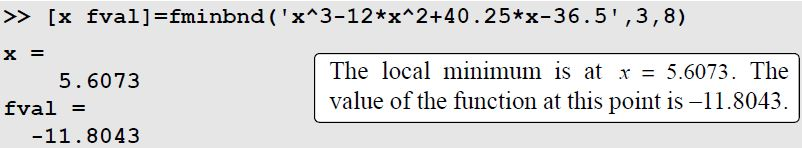 >> [x fval]=fminbnd('x^3-12*x^2+40.25*x-36.5',3,8)
x =
5.6073
fval =
-11.8043
The local minimum is at x = 5.6073. The
value of the function at this point is –11.8043.